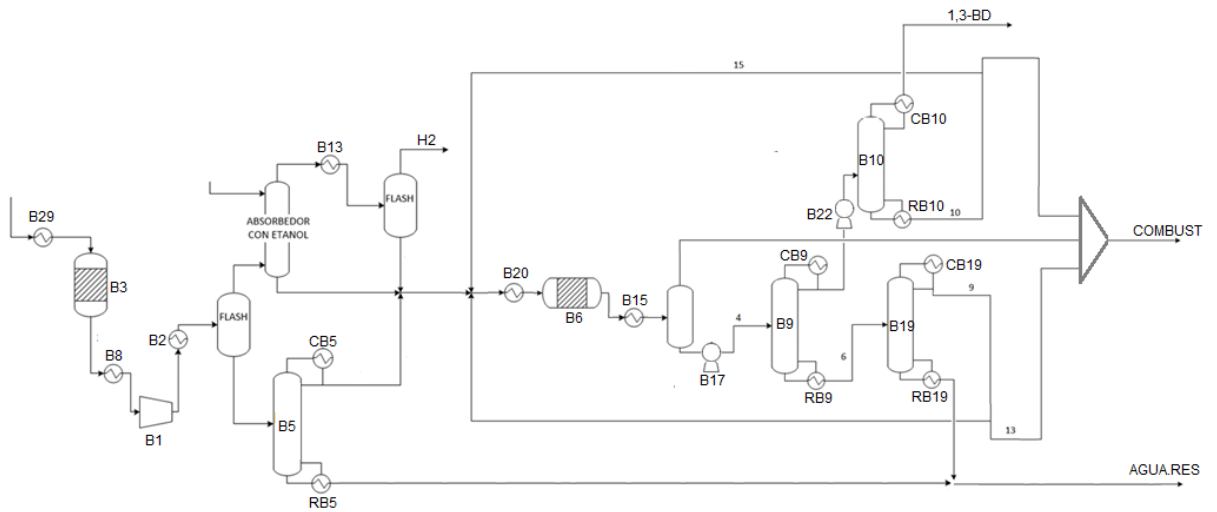 1,3-BD
15
CB10
B13
H2
B10
FLASH
ABSORBEDOR
CON ETANOL
B29
B22
RB10
10
COMBUST
B3
B20
CB9
CB19
9
FLASH
B2
B15
B6
4
B9
B19
B8
CB5
6
B17
B1
B5
RB9
RB19
13
AGUA.RES
RB5